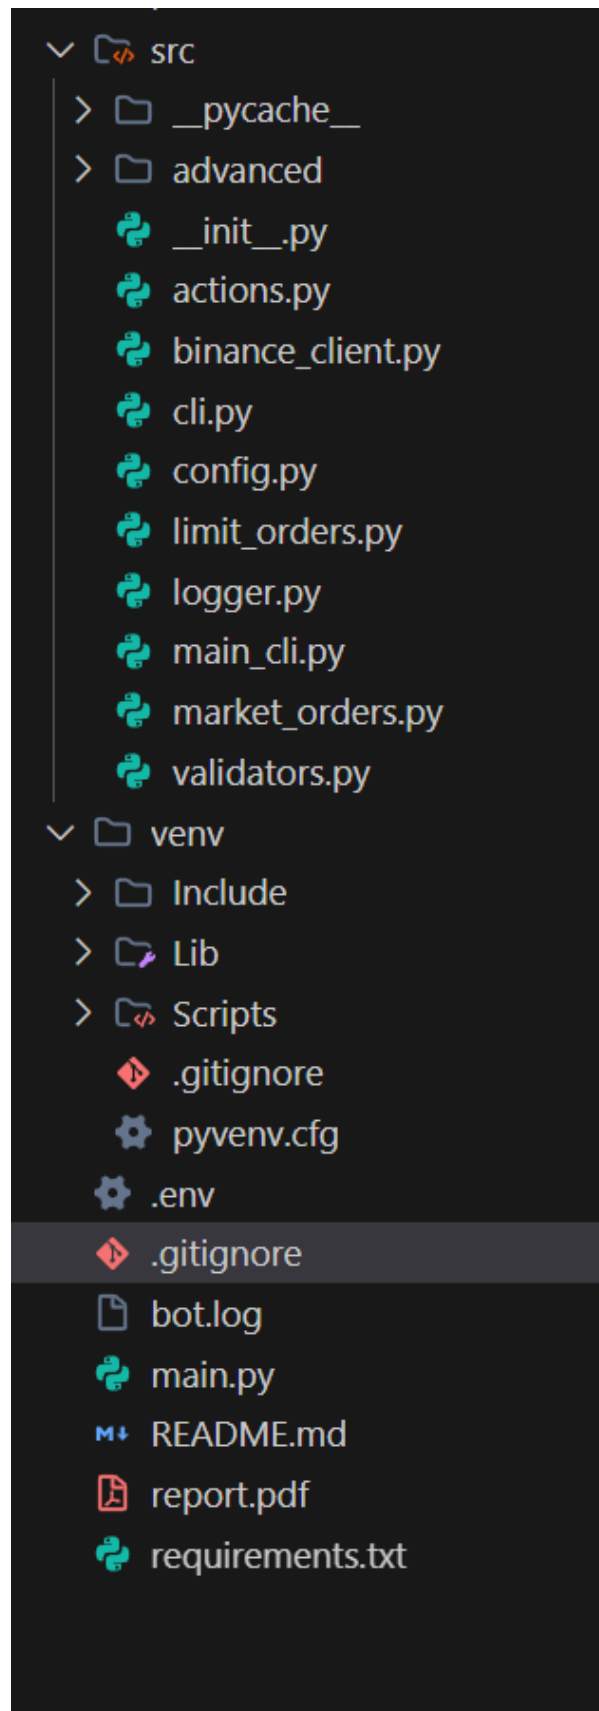 src
__pycache__
advanced
__init__.py
actions.py
binance_client.py
cli.py
config.py
limit_orders.py
logger.py
main_cli.py
market_orders.py
validators.py
venv
Include
Lib
Scripts
.gitignore
pyvenv.cfg
.env
.gitignore
bot.log
main.py
README.md
report.pdf
requirements.txt